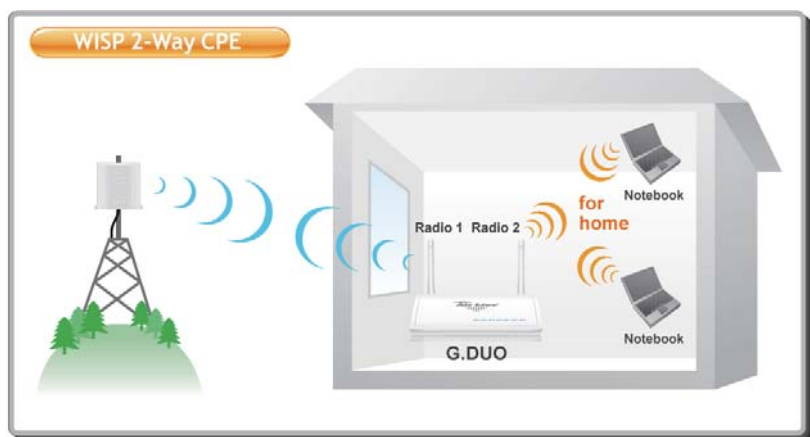 WISP 2-Way CPE
Radio 1 Radio 2
for
home
Notebook
Notebook
G.DUO